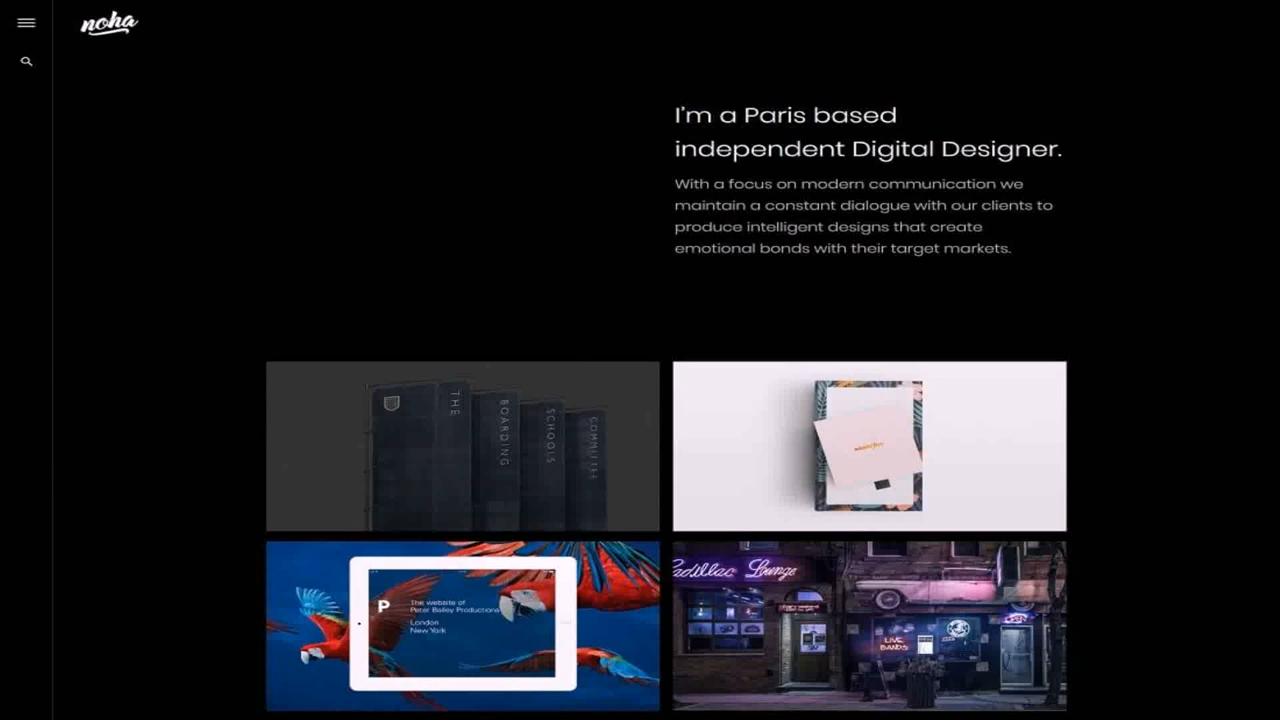 noha
I'm a Paris based
independent Digital Designer.
With a focus on modern communication we
maintain a constant dialogue with our clients to
produce intelligent designs that create
emotional bonds with their target markets.
THE
BOARDING
SCHOOLS
COMMITTEE
P
The website of
Peter Bailey Productions
London
New York
Cadillac Lounge
LIVE
BANDS